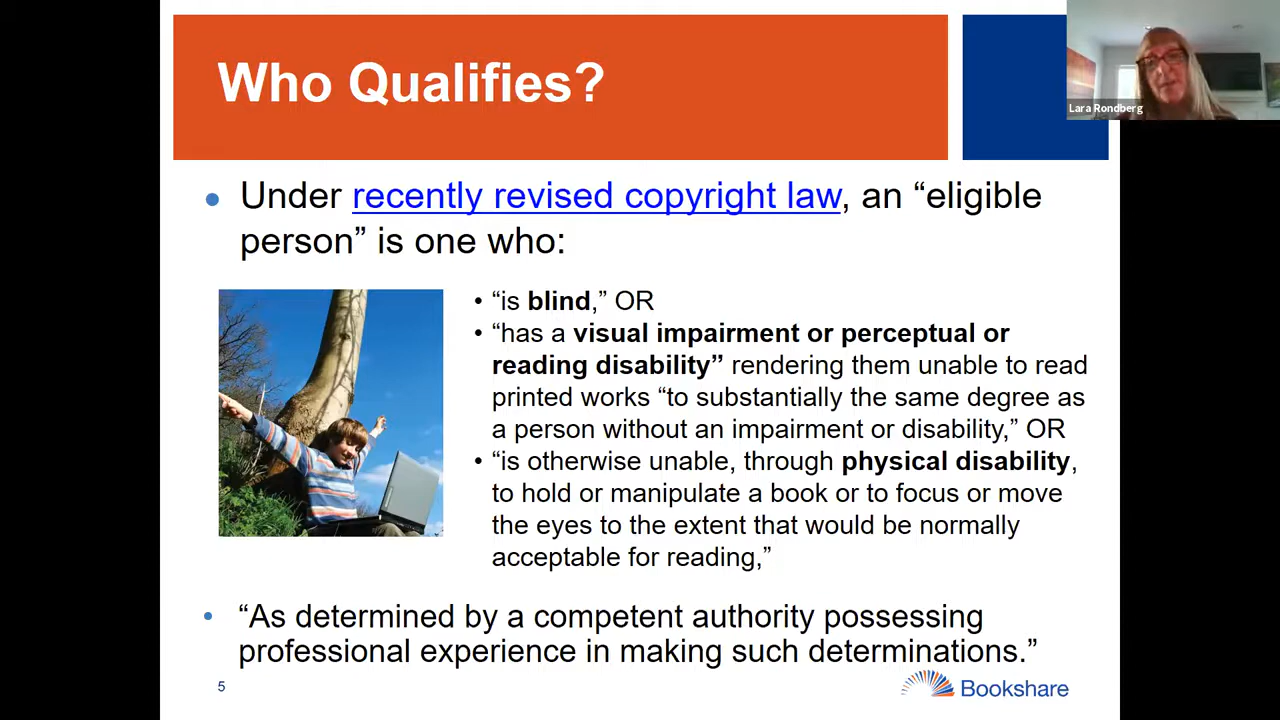 Who Qualifies?
Lara Rondberg
• Under recently revised copyright law, an “eligible
person” is one who:
• “is blind,” OR
• “has a visual impairment or perceptual or
reading disability” rendering them unable to read
printed works “to substantially the same degree as
a person without an impairment or disability,” OR
• “is otherwise unable, through physical disability,
to hold or manipulate a book or to focus or move
the eyes to the extent that would be normally
acceptable for reading,”
• “As determined by a competent authority possessing
professional experience in making such determinations.”
5
Bookshare